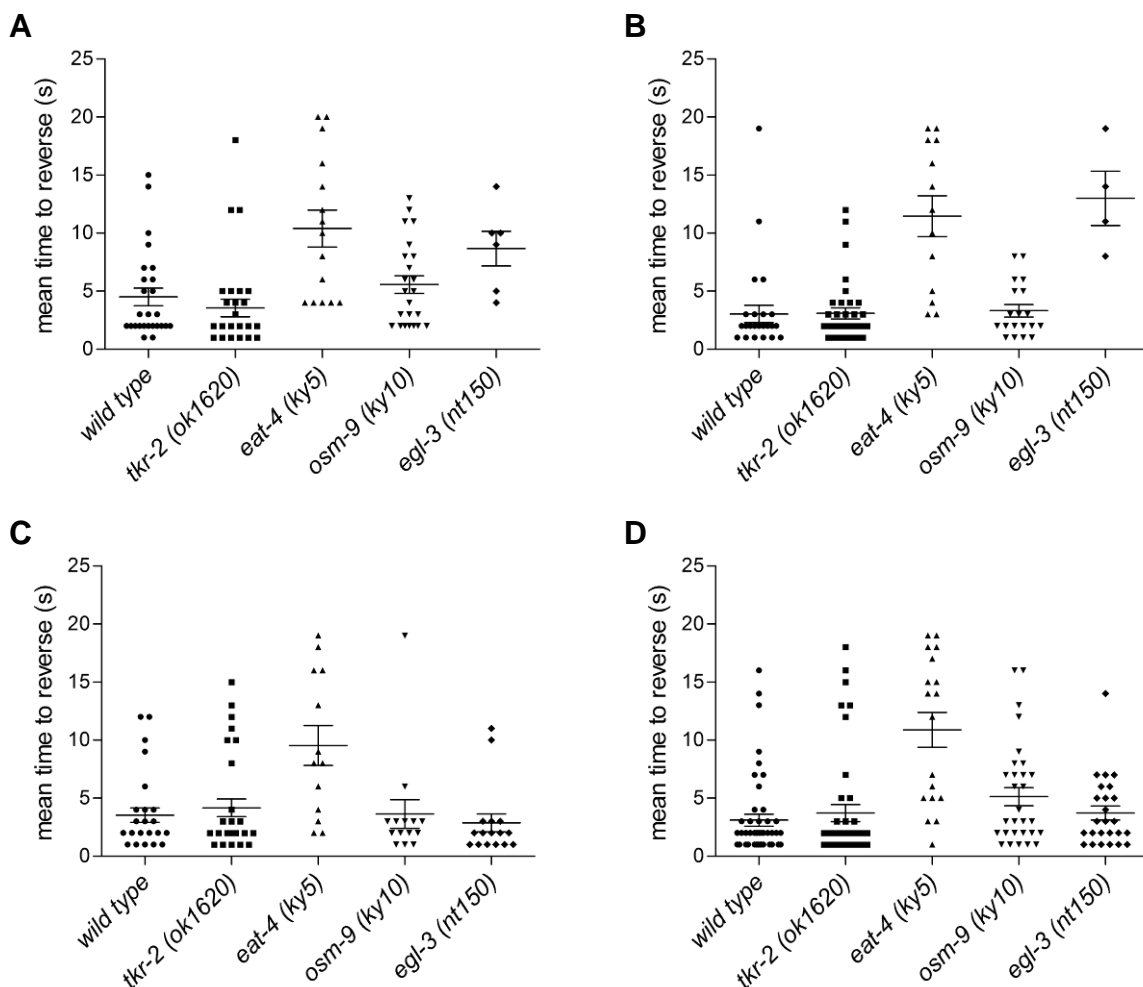 A
mean time to reverse (s)
25
20
15
10
5
0
wild type
tkr-2 (ok1620)
eat-4 (ky5)
osm-9 (ky10)
egl-3 (nt150)
B
mean time to reverse (s)
25
20
15
10
5
0
wild type
tkr-2 (ok1620)
eat-4 (ky5)
osm-9 (ky10)
egl-3 (nt150)
C
mean time to reverse (s)
25
20
15
10
5
0
wild type
tkr-2 (ok1620)
eat-4 (ky5)
osm-9 (ky10)
egl-3 (nt150)
D
mean time to reverse (s)
25
20
15
10
5
0
wild type
tkr-2 (ok1620)
eat-4 (ky5)
osm-9 (ky10)
egl-3 (nt150)